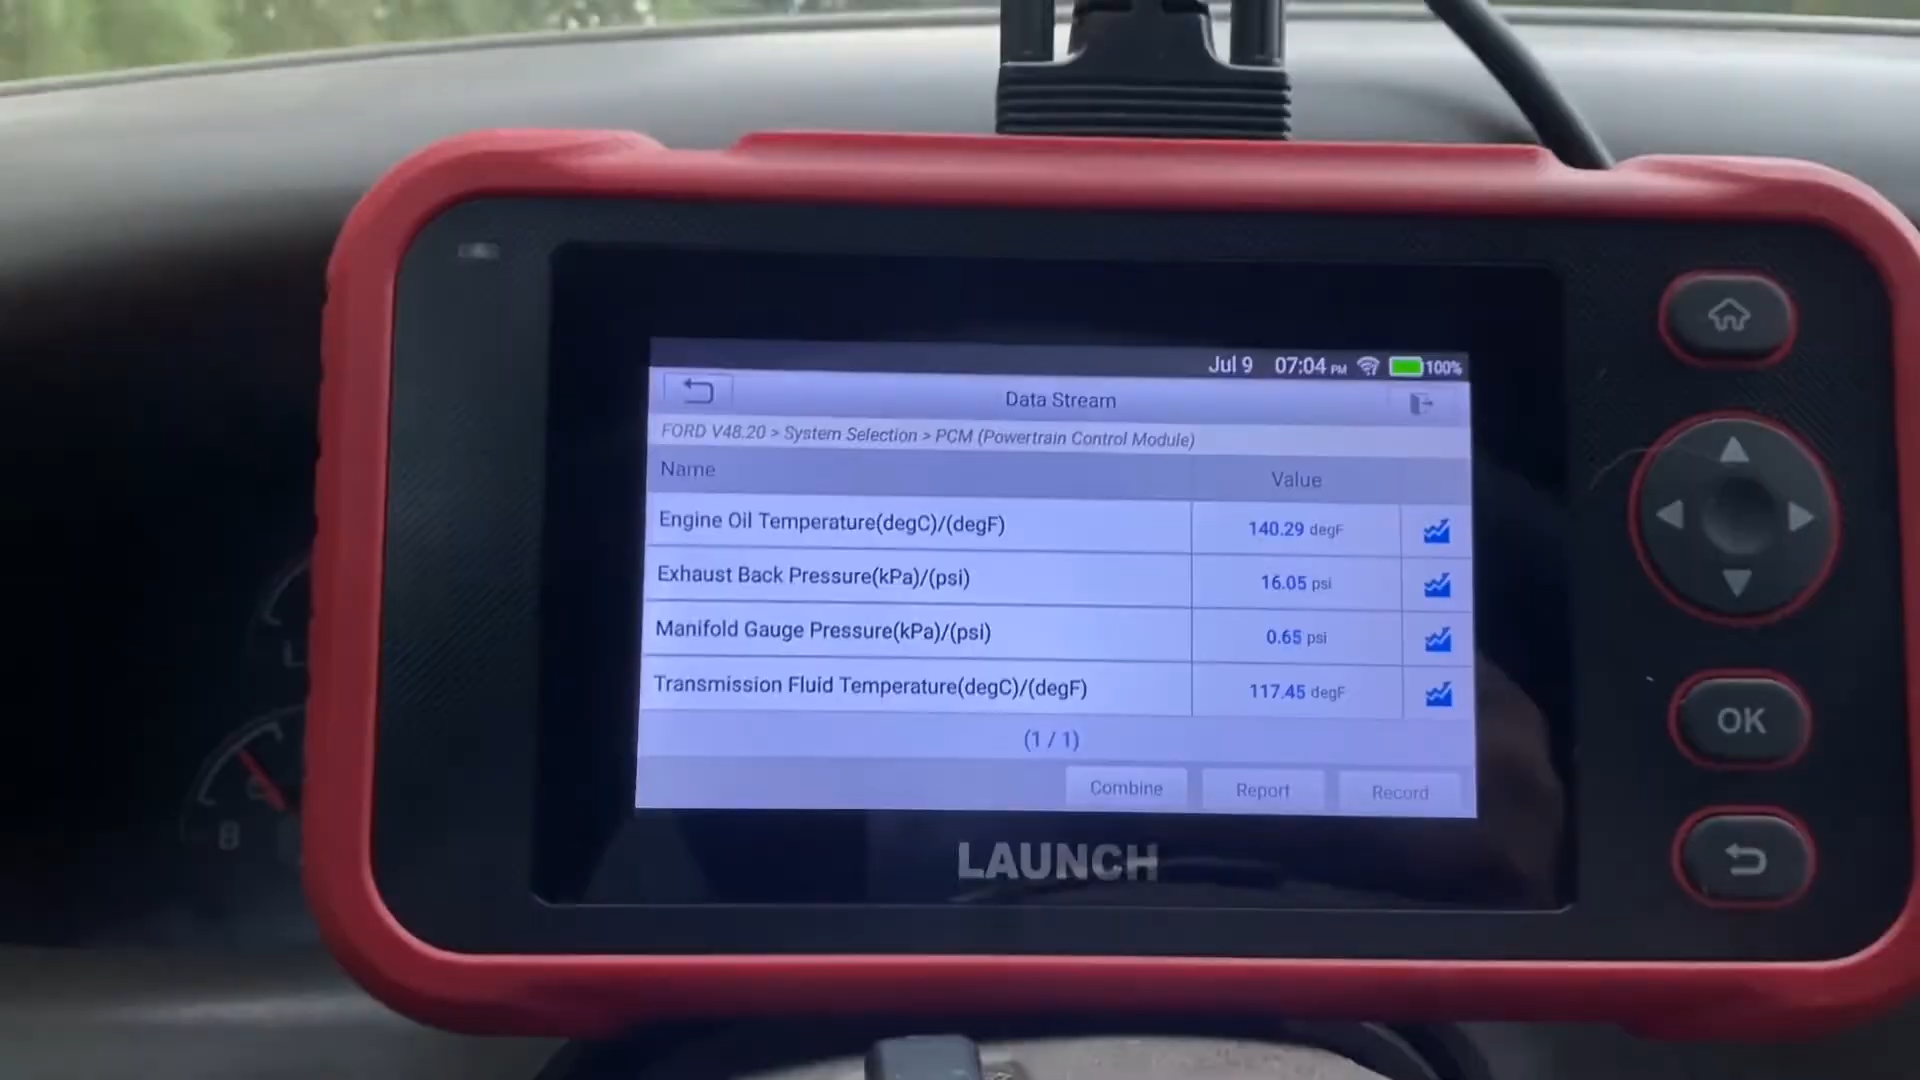 Jul 9 07:04 PM 100%
Data Stream
FORD V48.20 > System Selection > PCM (Powertrain Control Module)
Name Value
Engine Oil Temperature(degC)/(degF) 140.29 degF
Exhaust Back Pressure(kPa)/(psi) 16.05 psi
Manifold Gauge Pressure(kPa)/(psi) 0.65 psi
Transmission Fluid Temperature(degC)/(degF) 117.45 degF
(1 / 1)
Combine Report Record
LAUNCH
OK
L
8